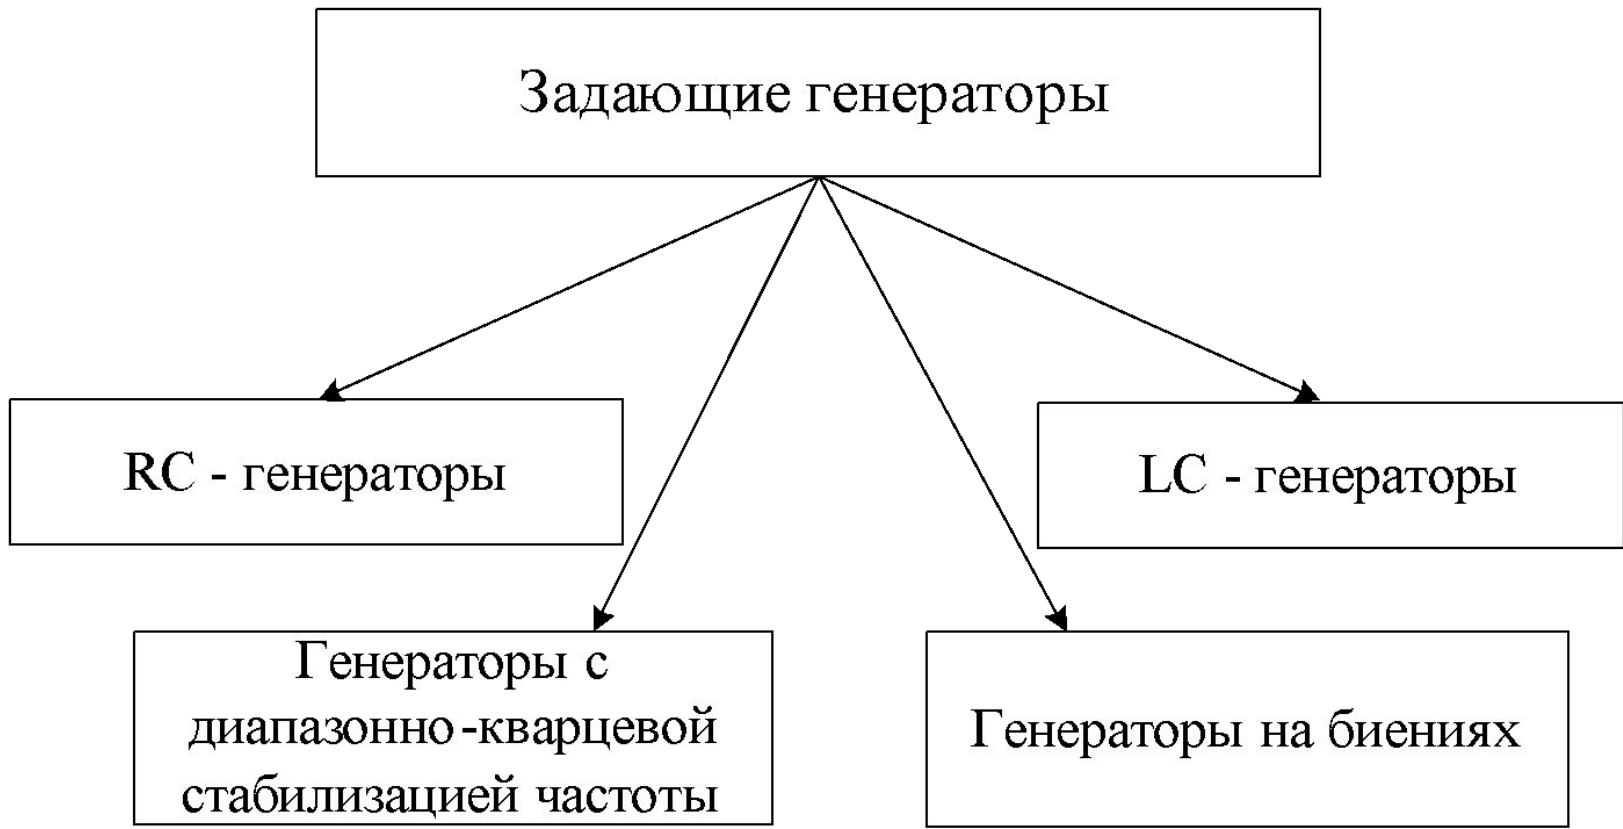 Задающие генераторы
RC - генераторы
LC - генераторы
Генераторы с
диапазонно-кварцевой
стабилизацией частоты
Генераторы на биениях